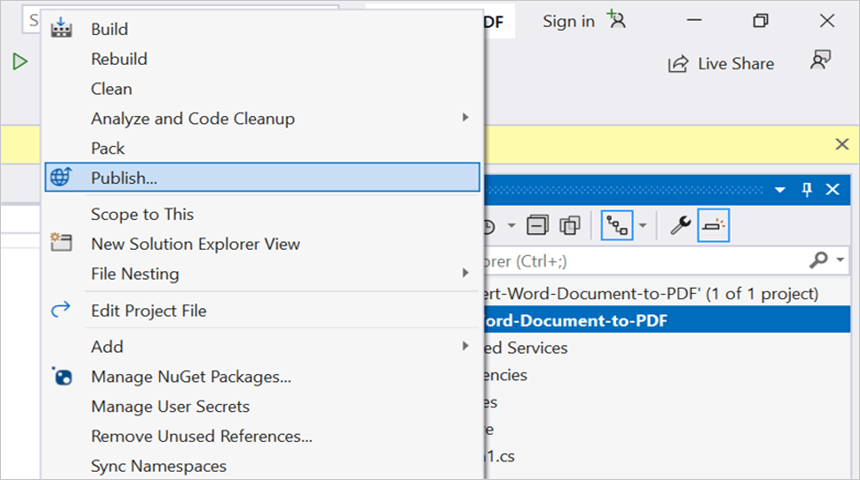 DF
Sign in
Live Share
Build
Rebuild
Clean
Analyze and Code Cleanup
Pack
Publish...
Scope to This
New Solution Explorer View
File Nesting
Edit Project File
Add
Manage NuGet Packages...
Manage User Secrets
Remove Unused References...
Sync Namespaces
(Ctrl+;)
ert-Word-Document-to-PDF' (1 of 1 project)
ord-Document-to-PDF
ed Services
encies
es
e
1.cs